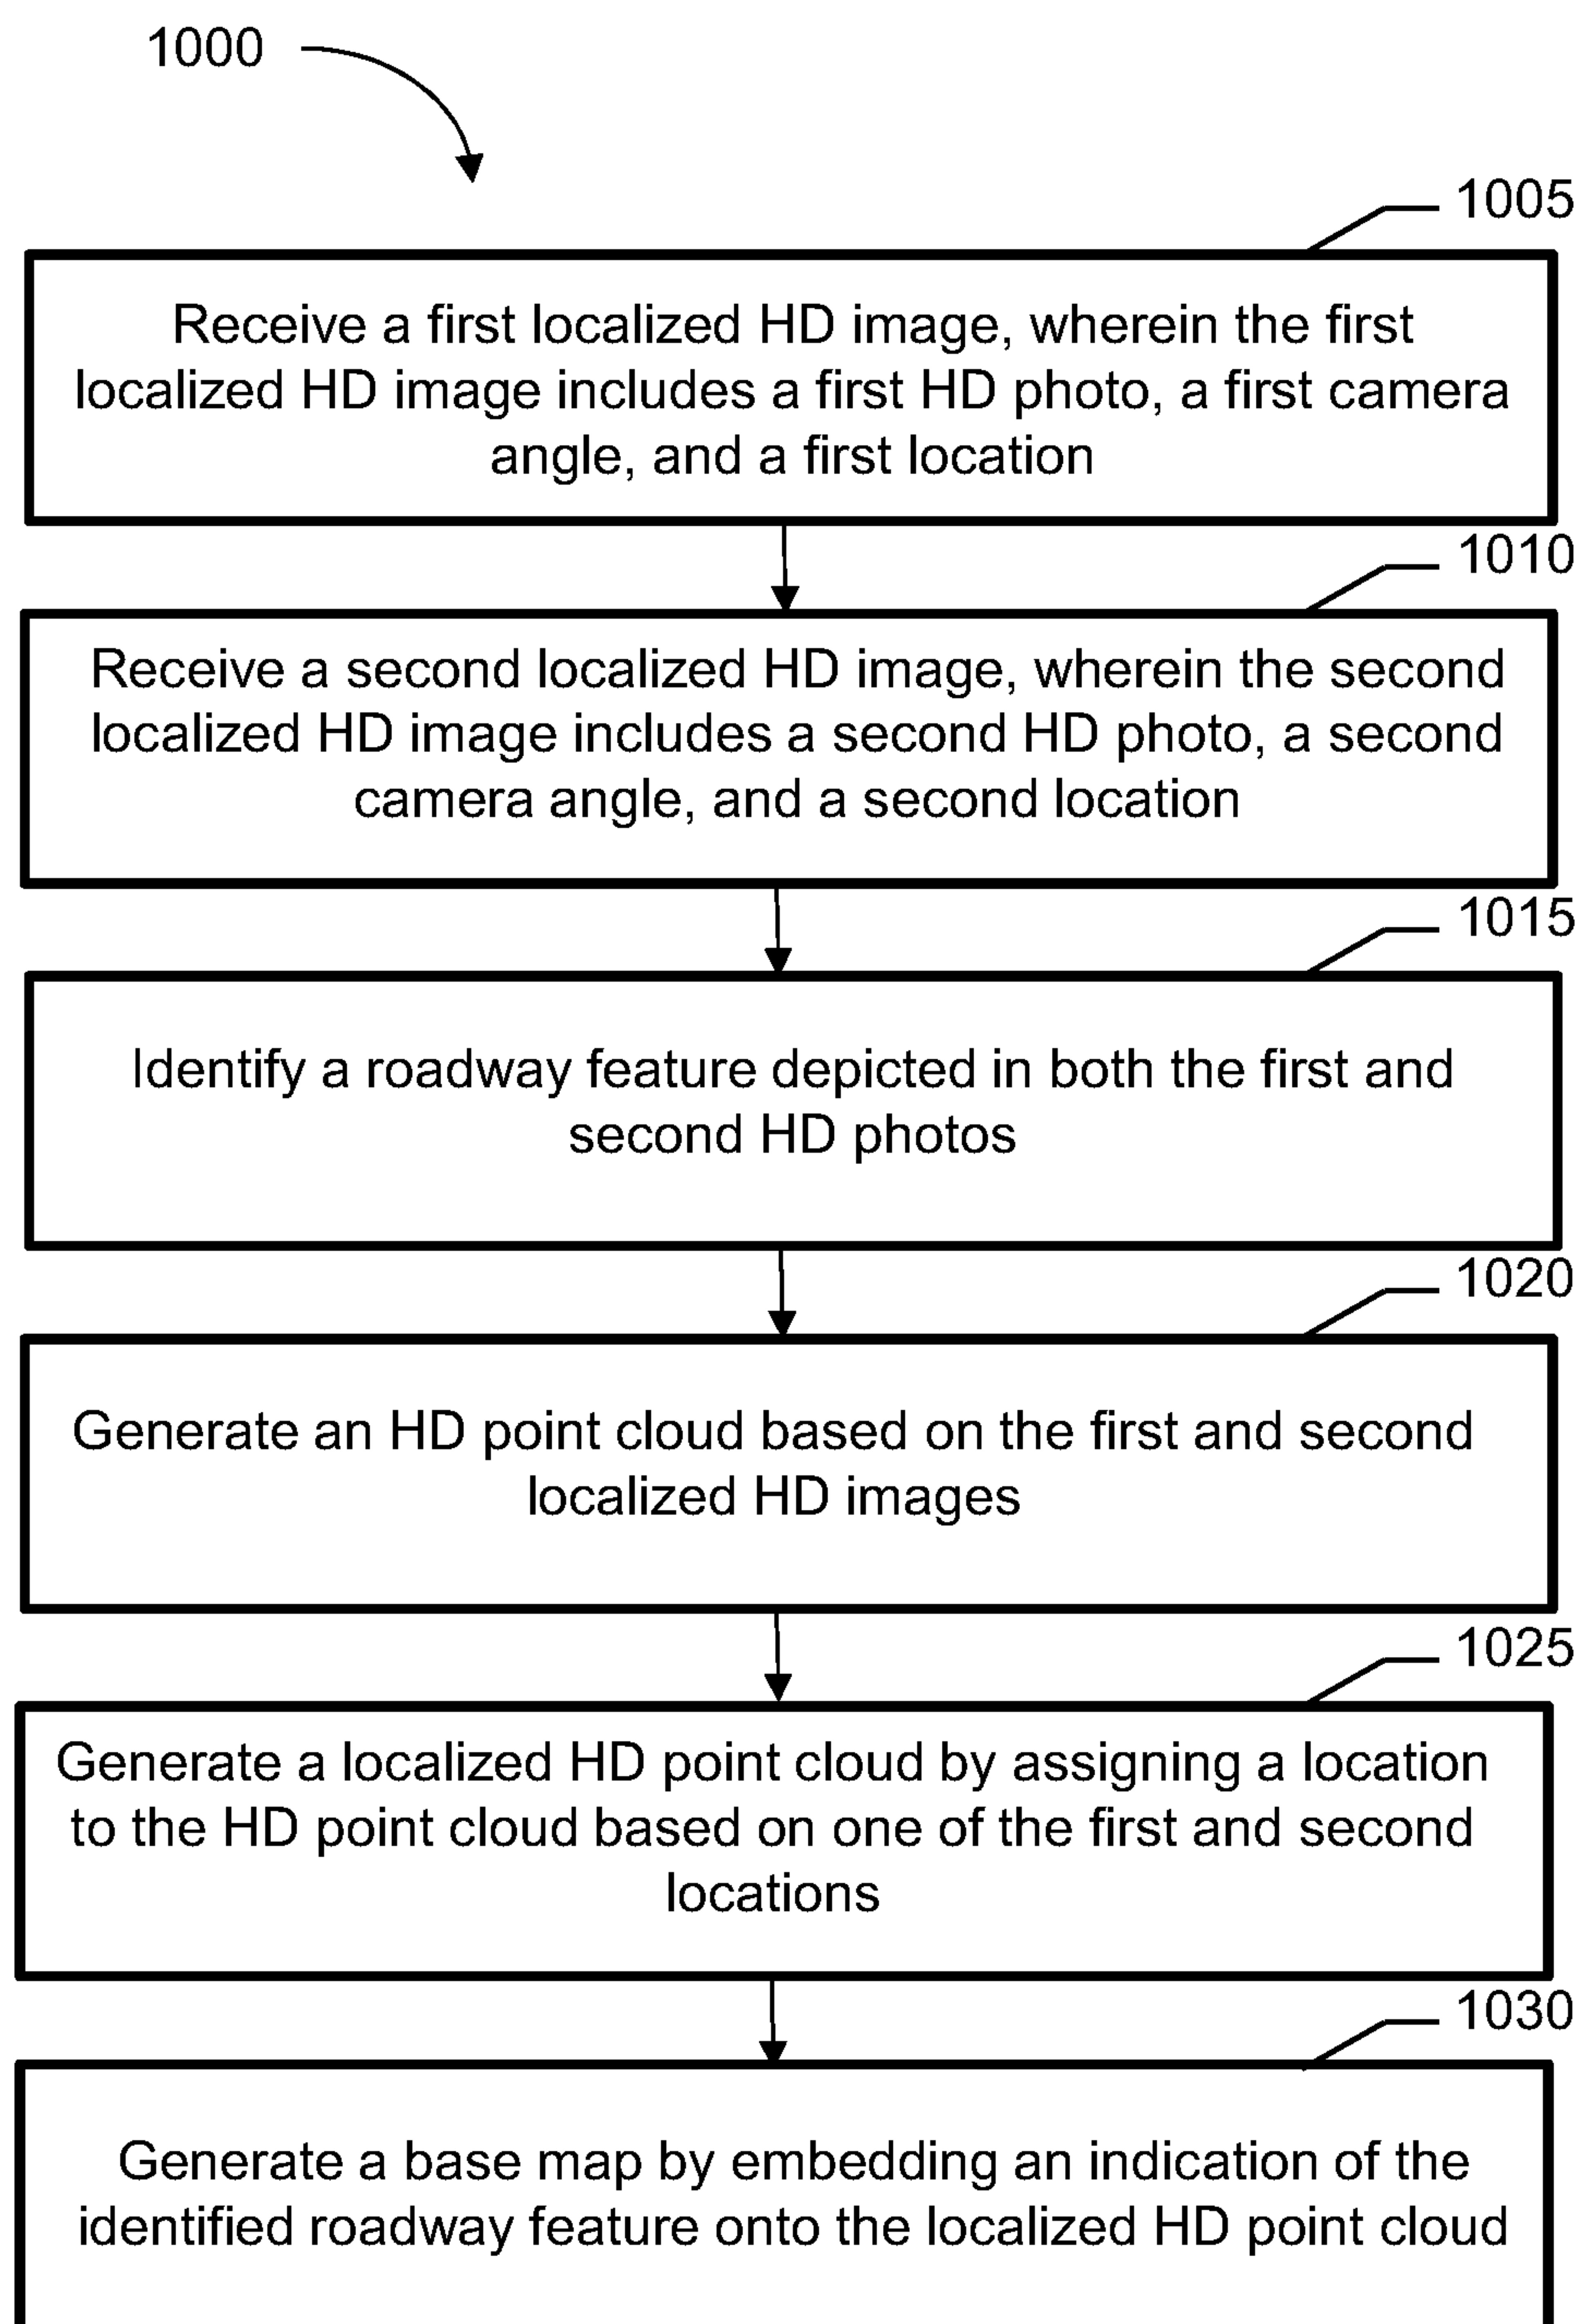 1000
1005
Receive a first localized HD image, wherein the first
localized HD image includes a first HD photo, a first camera
angle, and a first location
1010
Receive a second localized HD image, wherein the second
localized HD image includes a second HD photo, a second
camera angle, and a second location
1015
Identify a roadway feature depicted in both the first and
second HD photos
1020
Generate an HD point cloud based on the first and second
localized HD images
1025
Generate a localized HD point cloud by assigning a location
to the HD point cloud based on one of the first and second
locations
1030
Generate a base map by embedding an indication of the
identified roadway feature onto the localized HD point cloud